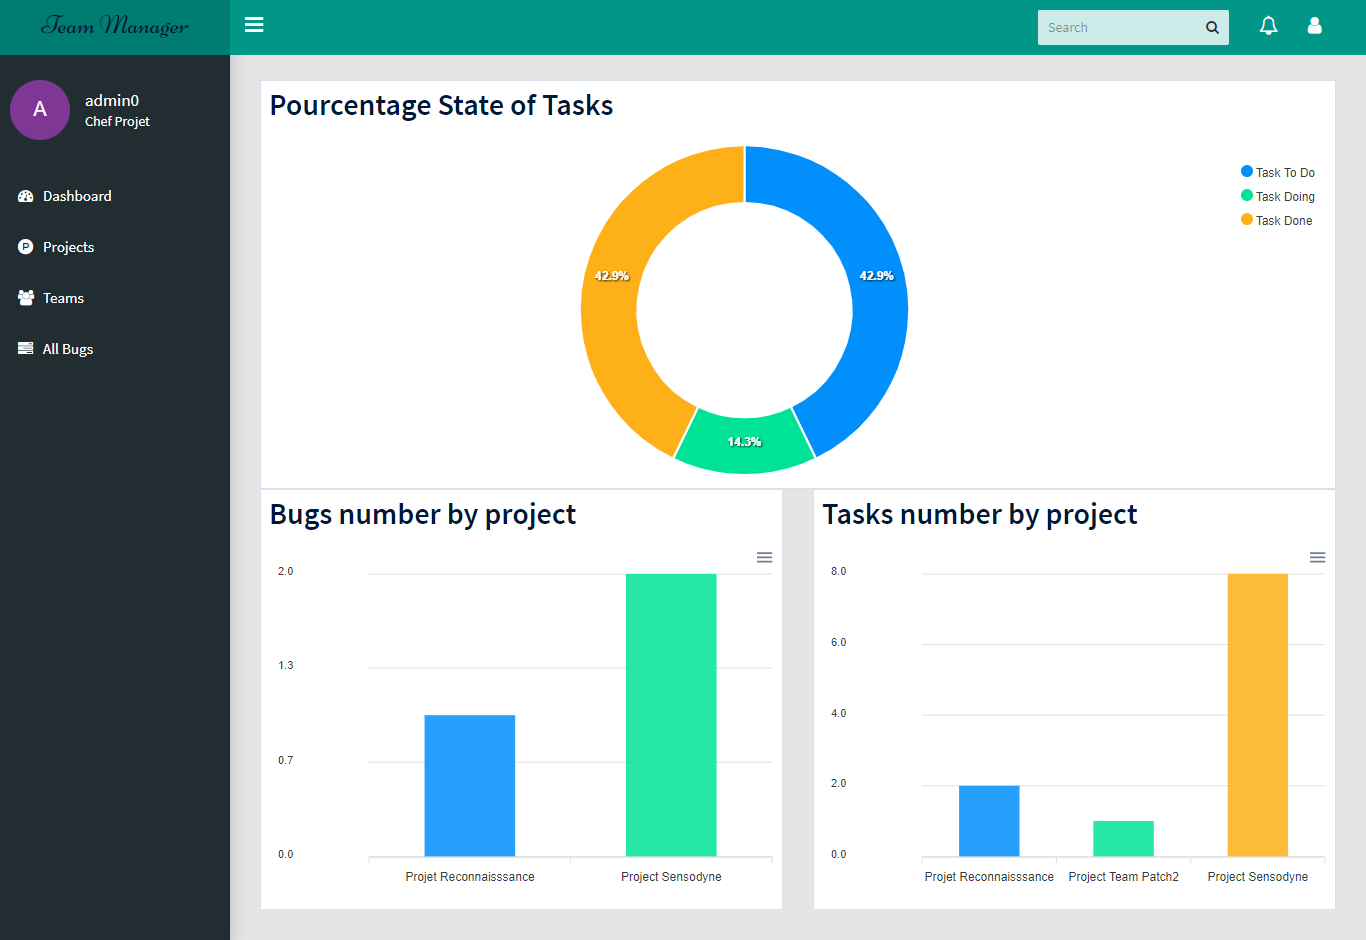 Team Manager
Search
A
admin0
Chef Projet
Dashboard
P
Projects
Teams
All Bugs
Pourcentage State of Tasks
Task To Do
Task Doing
Task Done
42.9%
42.9%
14.3%
Bugs number by project
2.0
1.3
0.7
0.0
Projet Reconnaisssance
Project Sensodyne
Tasks number by project
8.0
6.0
4.0
2.0
0.0
Projet Reconnaisssance
Project Team Patch2
Project Sensodyne